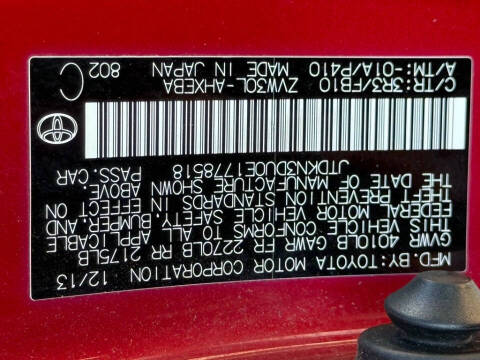 MFD. BY: TOYOTA MOTOR CORPORATION 12/13
GVWR 4010LB GAWR FR 2270LB RR 2175LB
THIS VEHICLE CONFORMS TO ALL APPLICABLE
FEDERAL MOTOR VEHICLE SAFETY, BUMPER, AND
THEFT PREVENTION STANDARDS IN EFFECT ON
THE DATE OF MANUFACTURE SHOWN ABOVE.
JTDKN3DU0E1778518 PASS. CAR
C/TR: 3R3/FB10 ZVW30L-AHXEBA
A/TM: -01A/P410 MADE IN JAPAN 802
C